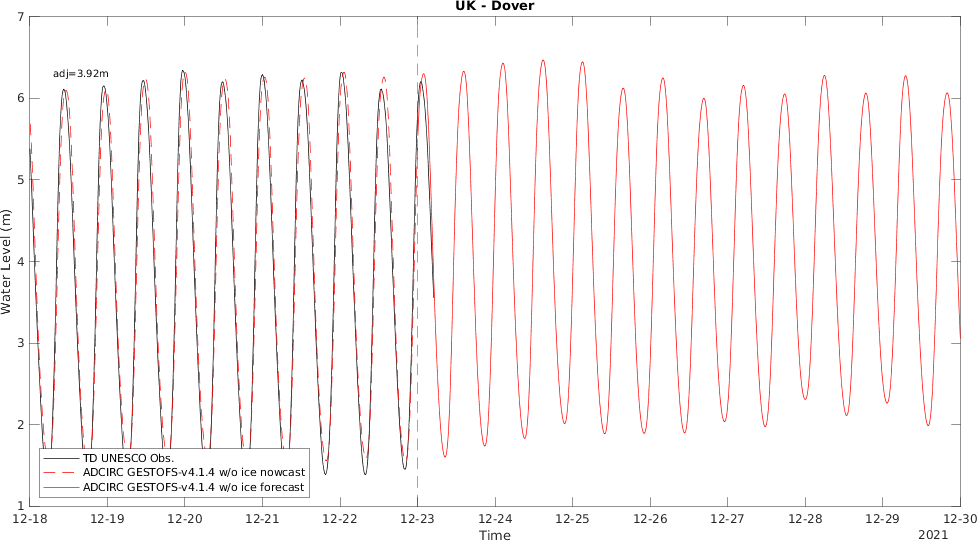 UK - Dover
adj=3.92m
7
6
5
4
3
2
1
Water Level (m)
TD UNESCO Obs.
ADCIRC GESTOFS-v4.1.4 w/o ice nowcast
ADCIRC GESTOFS-v4.1.4 w/o ice forecast
12-18 12-19 12-20 12-21 12-22 12-23 12-24 12-25 12-26 12-27 12-28 12-29 12-30
Time
2021